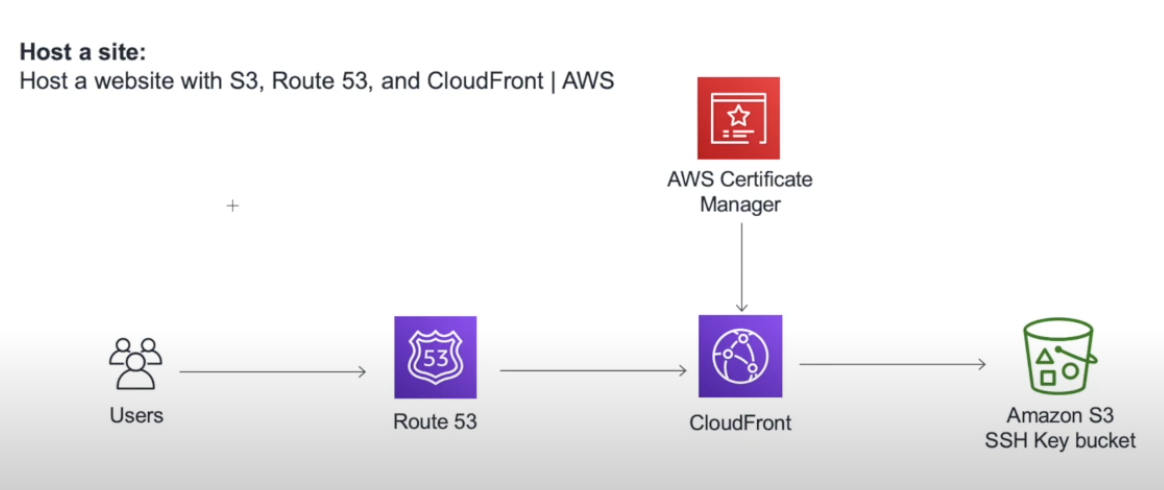 Host a site:
Host a website with S3, Route 53, and CloudFront | AWS
AWS Certificate
Manager
53
Users
Route 53
CloudFront
Amazon S3
SSH Key bucket